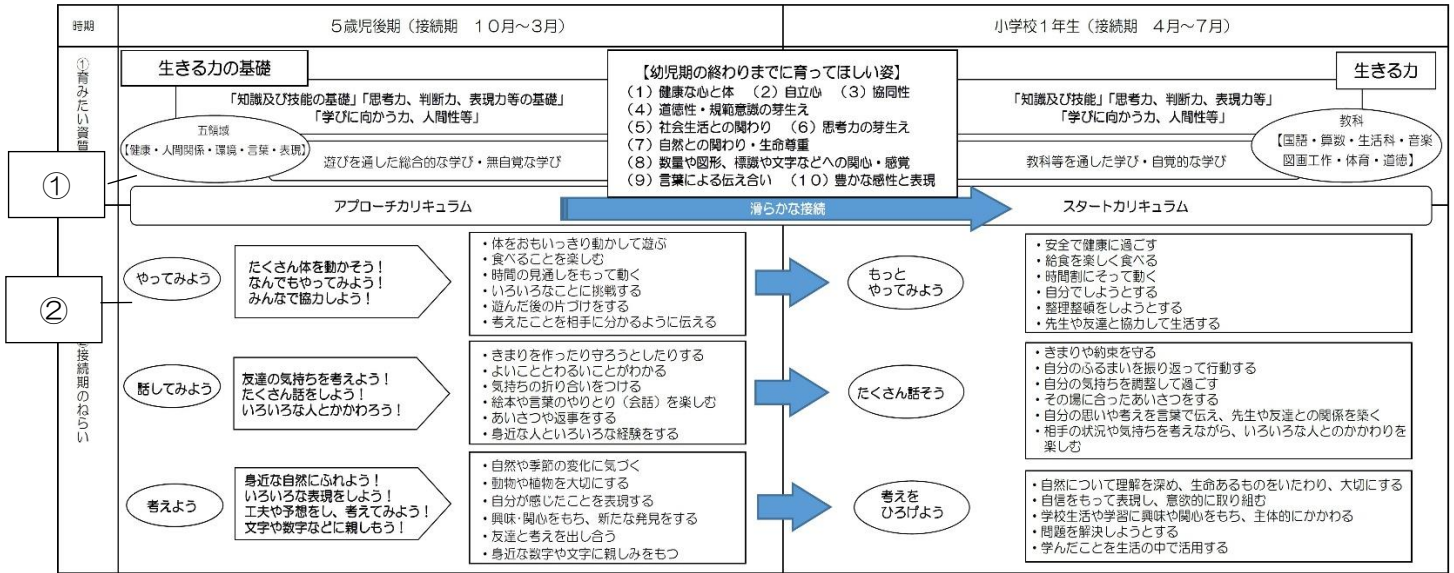 時期
5歳児後期(接続期 10月~3月)
小学校1年生(接続期 4月~7月)
①
①育みたい資質
生きる力の基礎
「知識及び技能の基礎」「思考力、判断力、表現力等の基礎」
「学びに向かう力、人間性等」
五領域
【健康・人間関係・環境・言葉・表現】
遊びを通した総合的な学び・無自覚な学び
【幼児期の終わりまでに育ってほしい姿】
(1)健康な心と体 (2)自立心 (3)協同性
(4)道徳性・規範意識の芽生え
(5)社会生活との関わり (6)思考力の芽生え
(7)自然との関わり・生命尊重
(8)数量や図形、標識や文字などへの関心・感覚
(9)言葉による伝え合い (10)豊かな感性と表現
生きる力
「知識及び技能」「思考力、判断力、表現力等」
「学びに向かう力、人間性等」
教科
【国語・算数・生活科・音楽
図画工作・体育・道徳】
教科等を通した学び・自覚的な学び
アプローチカリキュラム
滑らかな接続
スタートカリキュラム
②
接続期のねらい
やってみよう
たくさん体を動かそう!
なんでもやってみよう!
みんなで協力しよう!
・体をおもいっきり動かして遊ぶ
・食べることを楽しむ
・時間の見通しをもって動く
・いろいろなことに挑戦する
・遊んだ後の片づけをする
・考えたことを相手に分かるように伝える
もっと
やってみよう
・安全で健康に過ごす
・給食を楽しく食べる
・時間割にそって動く
・自分でしようとする
・整理整頓をしようとする
・先生や友達と協力して生活する
話してみよう
友達の気持ちを考えよう!
たくさん話をしよう!
いろいろな人とかかわろう!
・きまりを作ったり守ろうとしたりする
・よいこととわるいことがわかる
・気持ちの折り合いをつける
・絵本や言葉のやりとり(会話)を楽しむ
・あいさつや返事をする
・身近な人といろいろな経験をする
たくさん話そう
・きまりや約束を守る
・自分のふるまいを振り返って行動する
・自分の気持ちを調整して過ごす
・その場に合ったあいさつをする
・自分の思いや考えを言葉で伝え、先生や友達との関係を築く
・相手の状況や気持ちを考えながら、いろいろな人とのかかわりを
楽しむ
考えよう
身近な自然にふれよう!
いろいろな表現をしよう!
工夫や予想をし、考えてみよう!
文字や数字などに親しもう!
・自然や季節の変化に気づく
・動物や植物を大切にする
・自分が感じたことを表現する
・興味・関心をもち、新たな発見をする
・友達と考えを出し合う
・身近な数字や文字に親しみをもつ
考えを
ひろげよう
・自然について理解を深め、生命あるものをいたわり、大切にする
・自信をもって表現し、意欲的に取り組む
・学校生活や学習に興味や関心をもち、主体的にかかわる
・問題を解決しようとする
・学んだことを生活の中で活用する